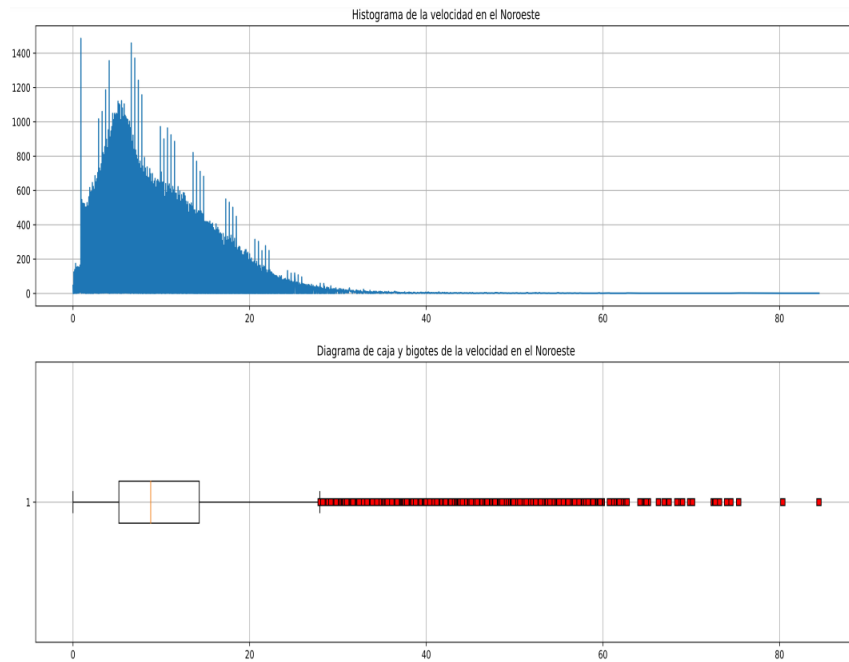 Histograma de la velocidad en el Noroeste
1400
1200
1000
800
600
400
200
0
0 20 40 60 80
Diagrama de caja y bigotes de la velocidad en el Noroeste
1
0 20 40 60 80